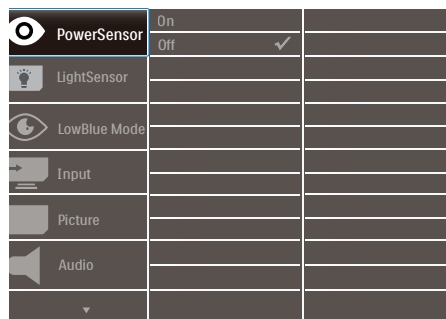 PowerSensor
On
Off
LightSensor
LowBlue Mode
Input
Picture
Audio